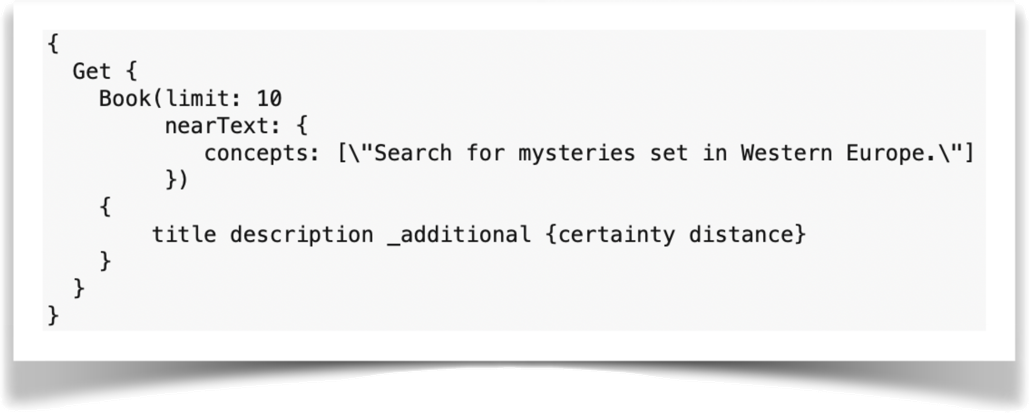 {
  Get {
    Book(limit: 10
         nearText: {
            concepts: [\"Search for mysteries set in Western Europe.\"]
         })
    {
        title description _additional {certainty distance}
    }
  }
}